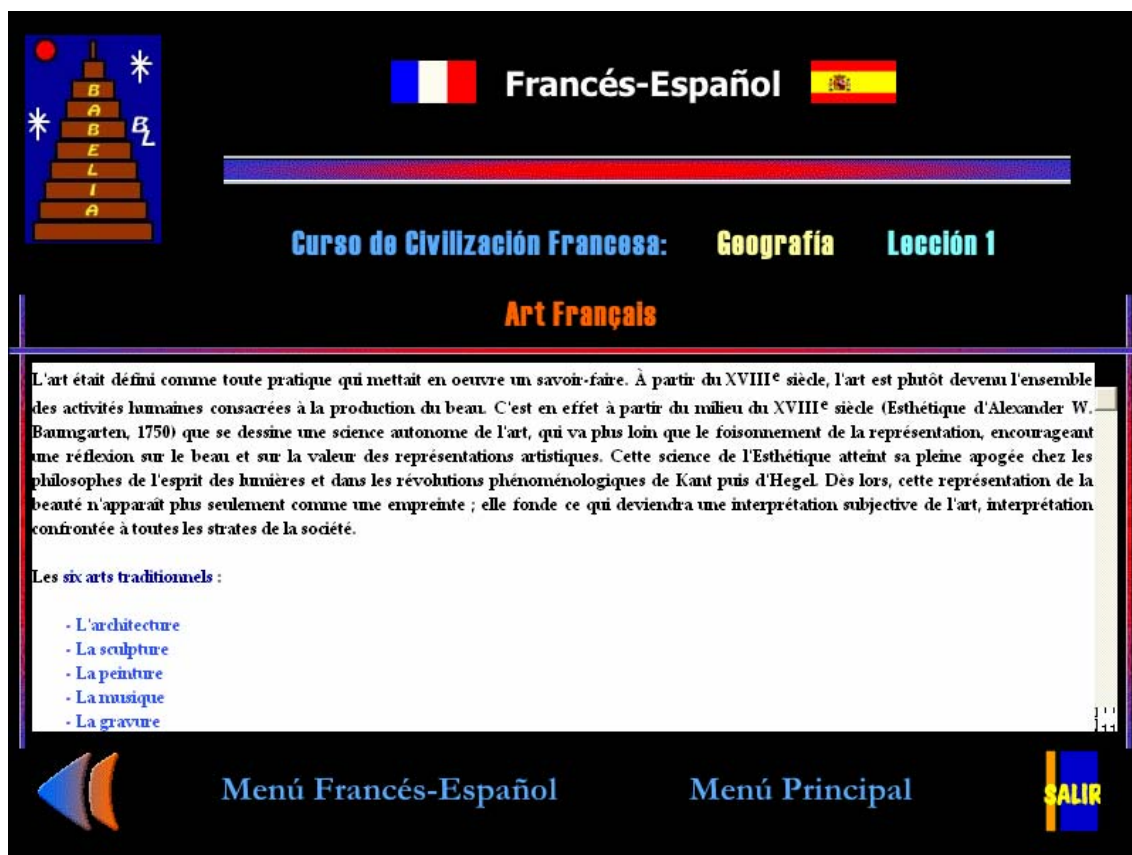 BABELIA
BL
Francés-Español
Curso de Civilización Francesa: Geografía Lección 1
Art Français
L'art était défini comme toute pratique qui mettait en oeuvre un savoir-faire. À partir du XVIIIe siècle, l'art est plutôt devenu l'ensemble
des activités humaines consacrées à la production du beau. C'est en effet à partir du milieu du XVIIIe siècle (Esthétique d'Alexander W.
Baumgarten, 1750) que se dessine une science autonome de l'art, qui va plus loin que le foisonnement de la représentation, encourageant
une réflexion sur le beau et sur la valeur des représentations artistiques. Cette science de l'Esthétique atteint sa pleine apogée chez les
philosophes de l'esprit des lumières et dans les révolutions phénoménologiques de Kant puis d'Hegel. Dès lors, cette représentation de la
beauté n'apparaît plus seulement comme une empreinte ; elle fonde ce qui deviendra une interprétation subjective de l'art, interprétation
confrontée à toutes les strates de la société.
Les six arts traditionnels :
- L'architecture
- La sculpture
- La peinture
- La musique
- La gravure
Menú Francés-Español Menú Principal SALIR